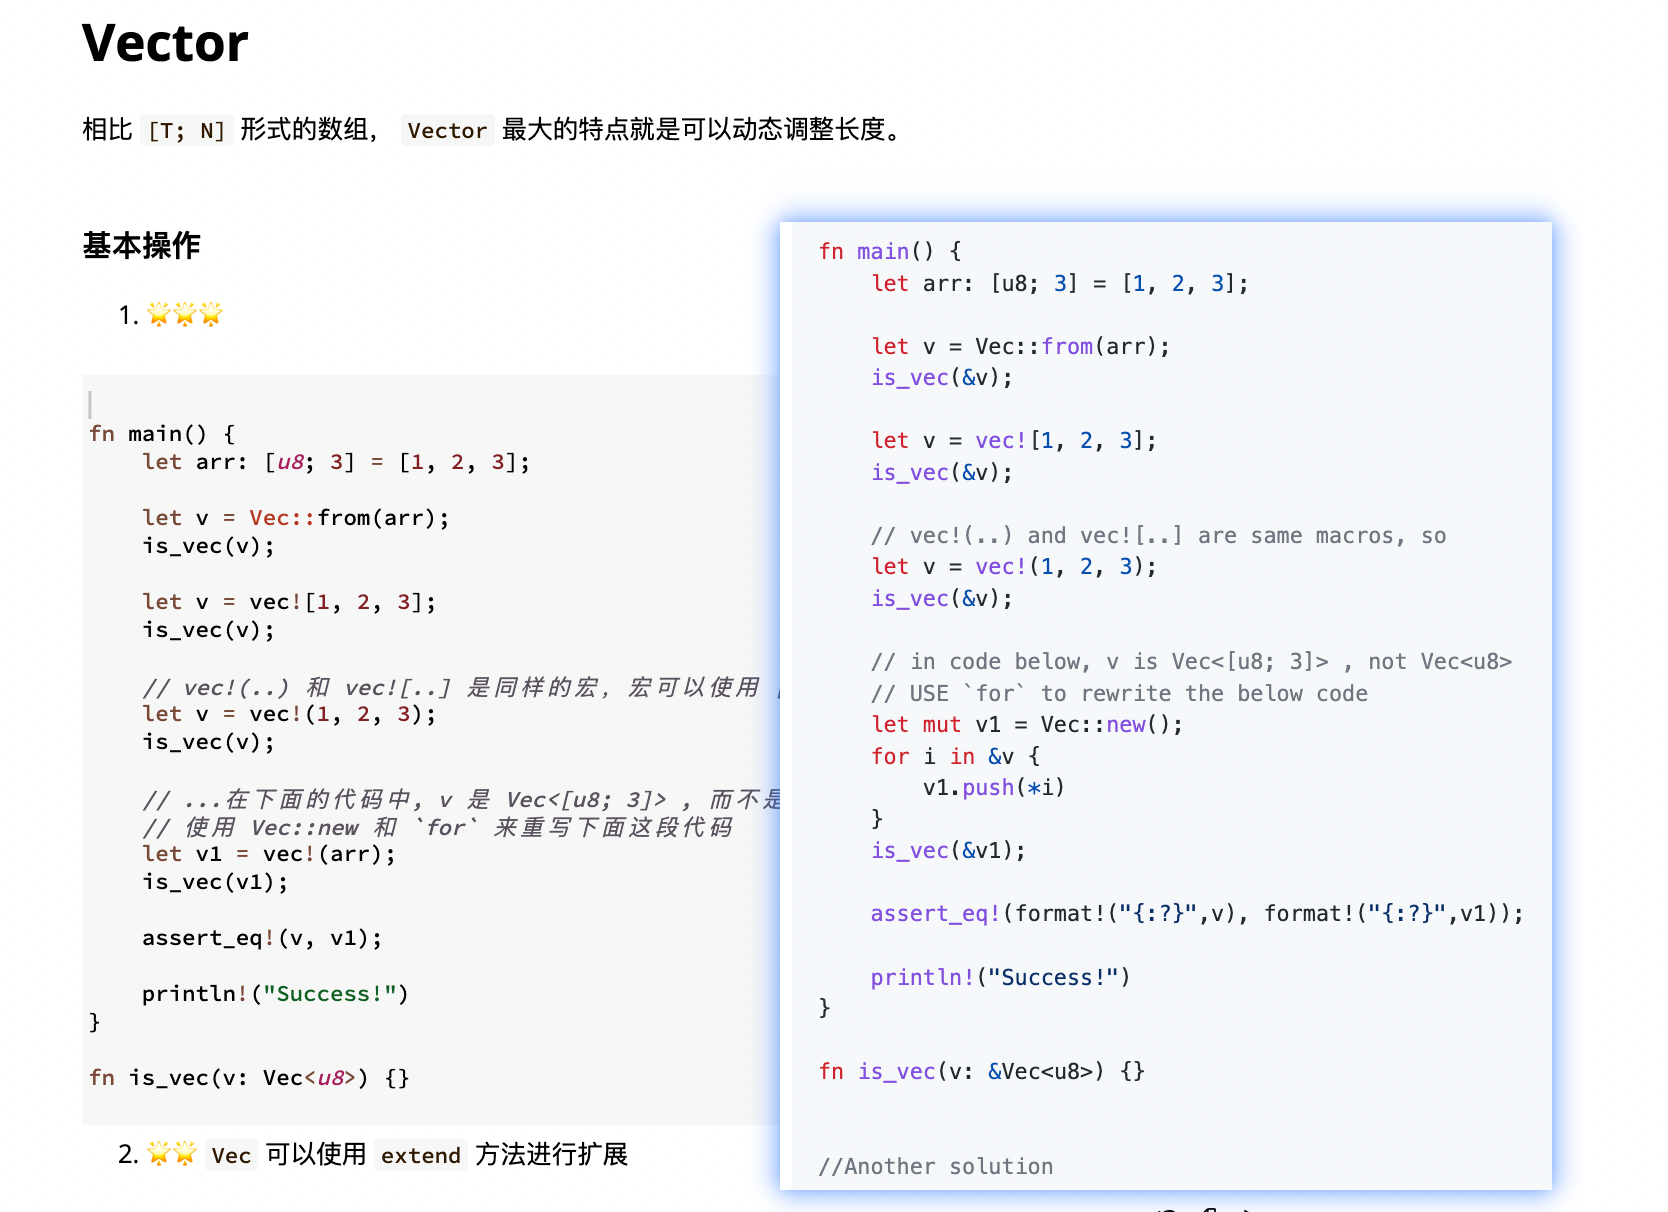 Vector
相比 [T; N] 形式的数组， Vector 最大的特点就是可以动态调整长度。
基本操作
1. 🌟🌟🌟
fn main() {
    let arr: [u8; 3] = [1, 2, 3];

    let v = Vec::from(arr);
    is_vec(v);

    let v = vec![1, 2, 3];
    is_vec(v);

    // vec!(..) 和 vec![..] 是同样的宏，宏可以使用
    let v = vec!(1, 2, 3);
    is_vec(v);

    // ...在下面的代码中, v 是 Vec<[u8; 3]> , 而不是
    // 使用 Vec::new 和 `for` 来重写下面这段代码
    let v1 = vec!(arr);
    is_vec(v1);

    assert_eq!(v, v1);

    println!("Success!")
}

fn is_vec(v: Vec<u8>) {}
2. 🌟🌟 Vec 可以使用 extend 方法进行扩展
fn main() {
    let arr: [u8; 3] = [1, 2, 3];

    let v = Vec::from(arr);
    is_vec(&v);

    let v = vec![1, 2, 3];
    is_vec(&v);

    // vec!(..) and vec![..] are same macros, so
    let v = vec!(1, 2, 3);
    is_vec(&v);

    // in code below, v is Vec<[u8; 3]> , not Vec<u8>
    // USE `for` to rewrite the below code
    let mut v1 = Vec::new();
    for i in &v {
        v1.push(*i)
    }
    is_vec(&v1);

    assert_eq!(format!("{:?}",v), format!("{:?}",v1));

    println!("Success!")
}

fn is_vec(v: &Vec<u8>) {}

//Another solution